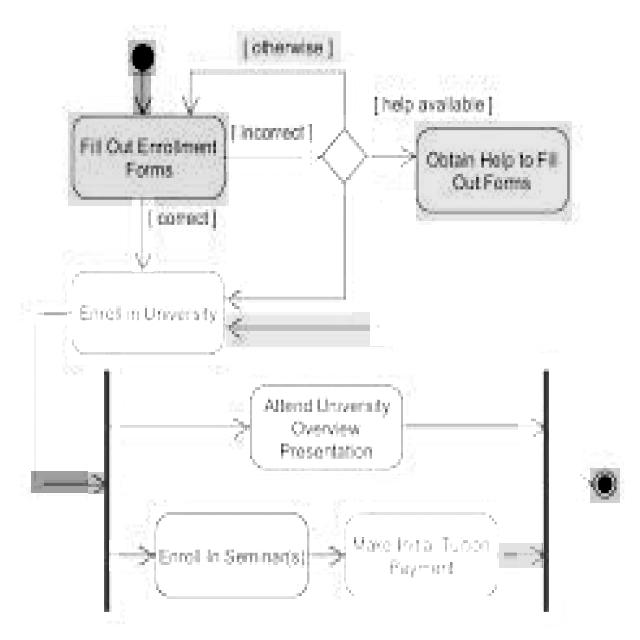 [ otherwise ]
[ help available ]
[ incorrect ]
Fill Out Enrollment
Forms
Obtain Help to Fill
Out Forms
[ correct ]
Enroll in University
Attend University
Overview
Presentation
Enroll In Seminar(s)
Make Initial Tuition
Payment